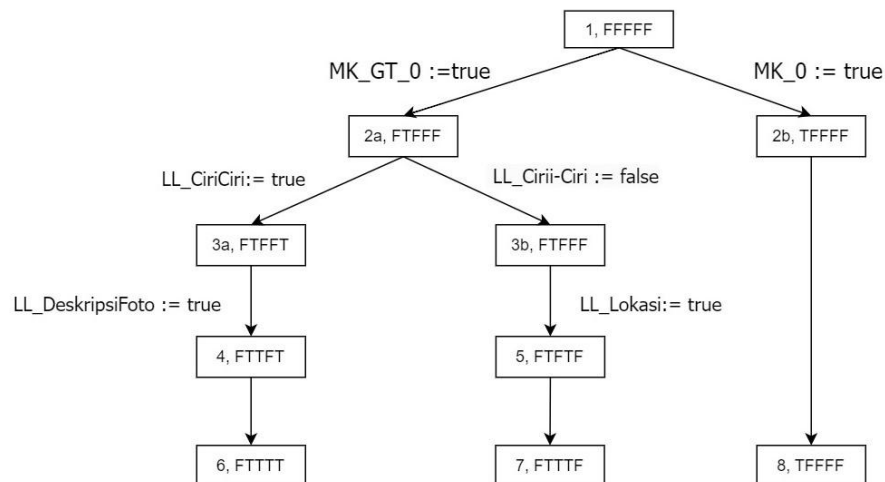 1, FFFFF
MK_GT_0 :=true
MK_0 := true
2a, FTFFF
2b, TFFFF
LL_CiriCiri:= true
LL_Cirii-Ciri := false
3a, FTFFT
3b, FTFFF
LL_DeskripsiFoto := true
LL_Lokasi:= true
4, FTTFT
5, FTFTF
6, FTTTT
7, FTTTF
8, TFFFF